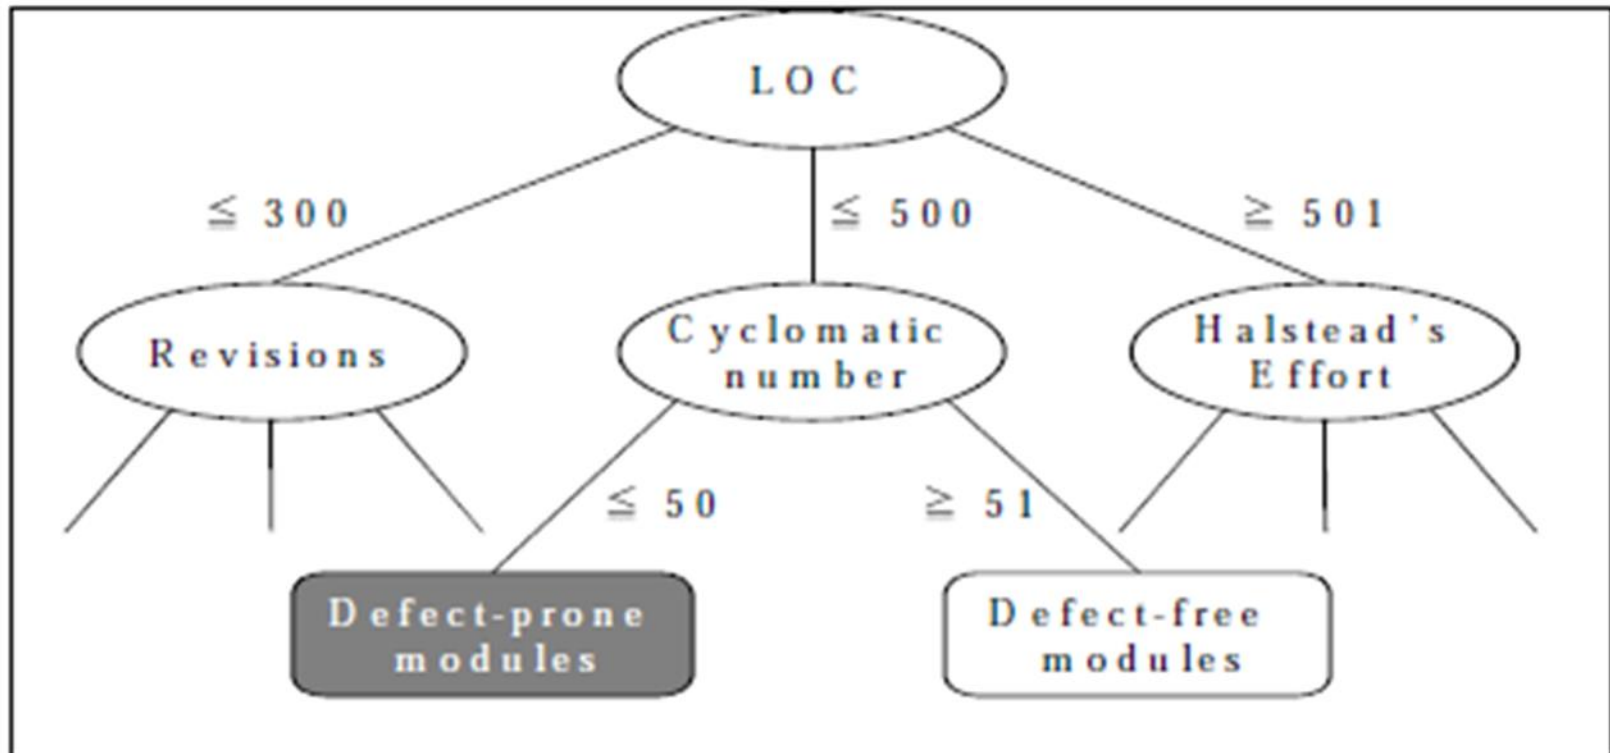 LOC
≦ 300
≦ 500
≧ 501
Revisions
Cyclomatic
number
Halstead's
Effort
≦ 50
≧ 51
Defect-prone
modules
Defect-free
modules